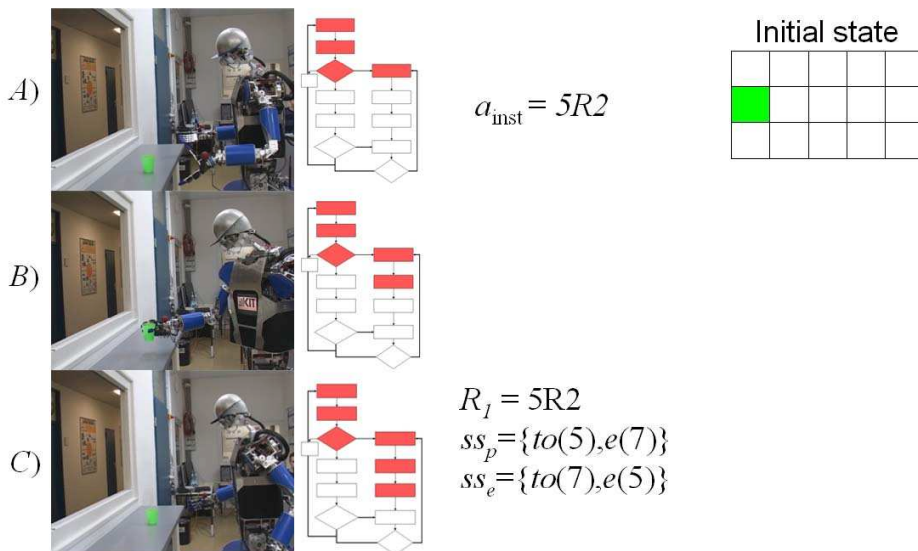 Initial state
A)
a_inst = 5R2
B)
KIT
C)
R_1 = 5R2
ss_p={to(5),e(7)}
ss_e={to(7),e(5)}